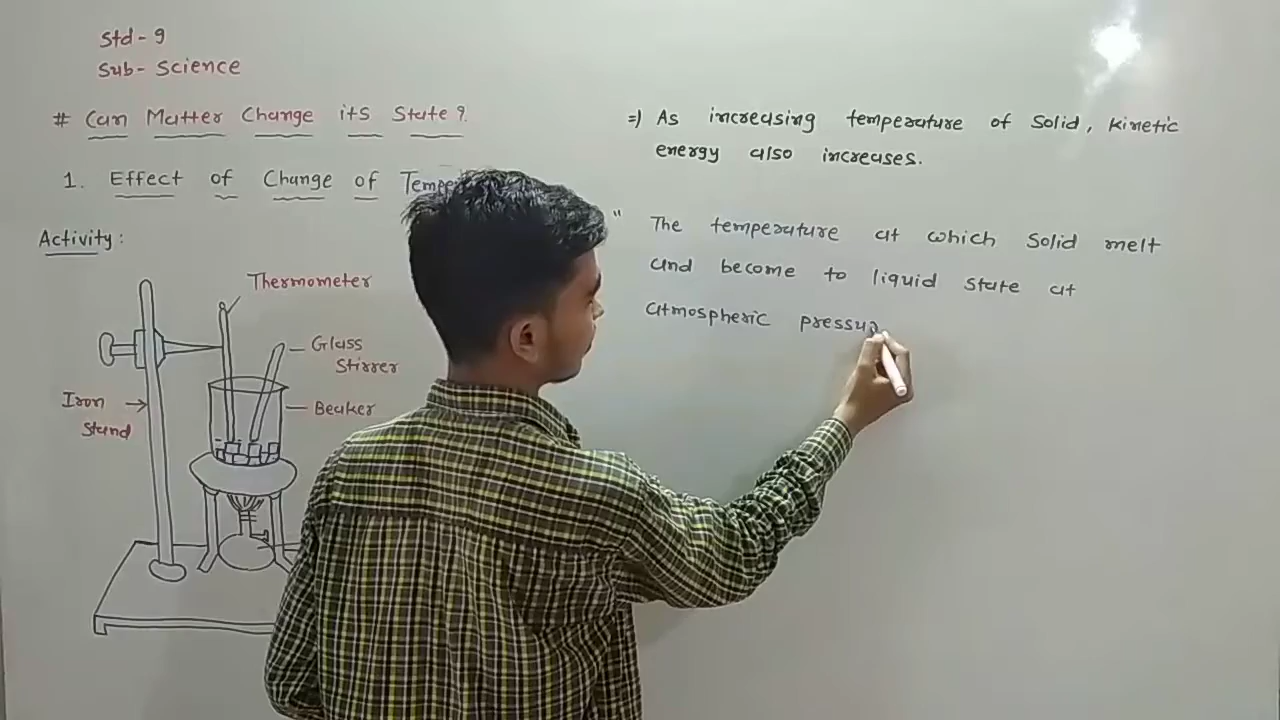 Std - 9
Sub - Science
# Can Matter Change its State ?
1. Effect of Change of Tempe
Activity :
Thermometer
Glass
Stirrer
Beaker
Iron
Stand
=) As increasing temperature of Solid, kinetic
energy also increases.
" The temperature at which Solid melt
and become to liquid state at
atmospheric pressur